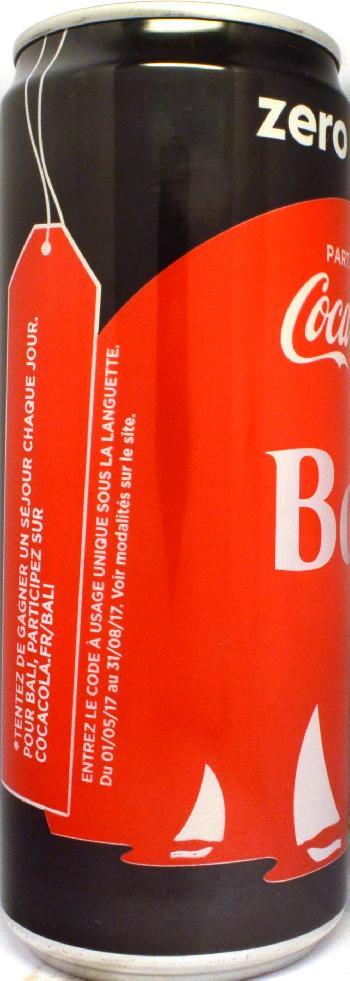 zero
Coca
*TENTEZ DE GAGNER UN SÉJOUR CHAQUE JOUR.
POUR BALI, PARTICIPEZ SUR
COCACOLA.FR/BALI
ENTREZ LE CODE À USAGE UNIQUE SOUS LA LANGUETTE.
Du 01/05/17 au 31/08/17. Voir modalités sur le site.